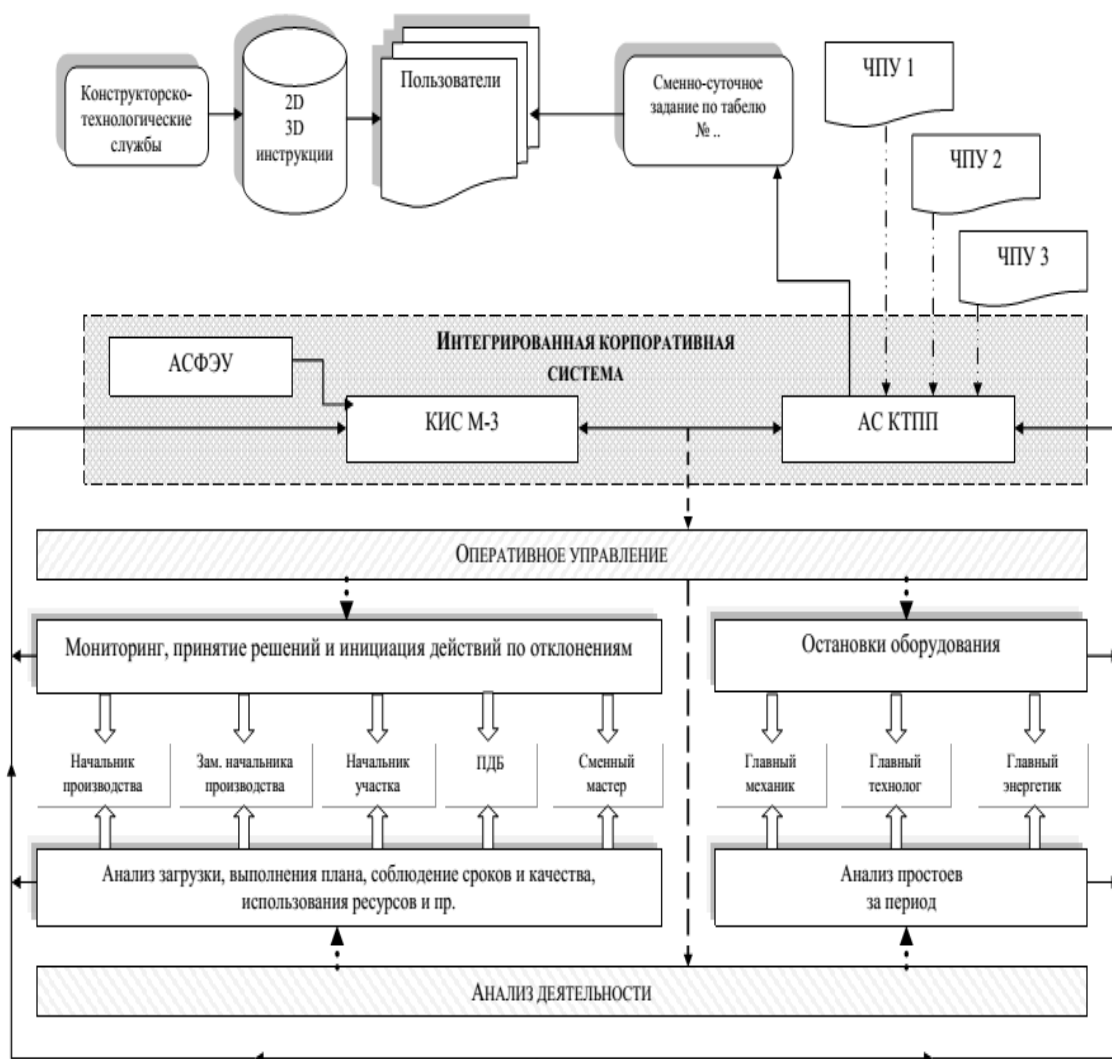 Конструкторско-
технологические
службы
2D
3D
инструкции
Пользователи
Сменно-суточное
задание по табелю
№ ..
ЧПУ 1
ЧПУ 2
ЧПУ 3
ИНТЕГРИРОВАННАЯ КОРПОРАТИВНАЯ
СИСТЕМА
АСФЭУ
КИС М-3
АС КТПП
ОПЕРАТИВНОЕ УПРАВЛЕНИЕ
Мониторинг, принятие решений и инициация действий по отклонениям
Остановки оборудования
Начальник
производства
Зам. начальника
производства
Начальник
участка
ПДБ
Сменный
мастер
Главный
механик
Главный
технолог
Главный
энергетик
Анализ загрузки, выполнения плана, соблюдение сроков и качества,
использования ресурсов и пр.
Анализ простоев
за период
АНАЛИЗ ДЕЯТЕЛЬНОСТИ